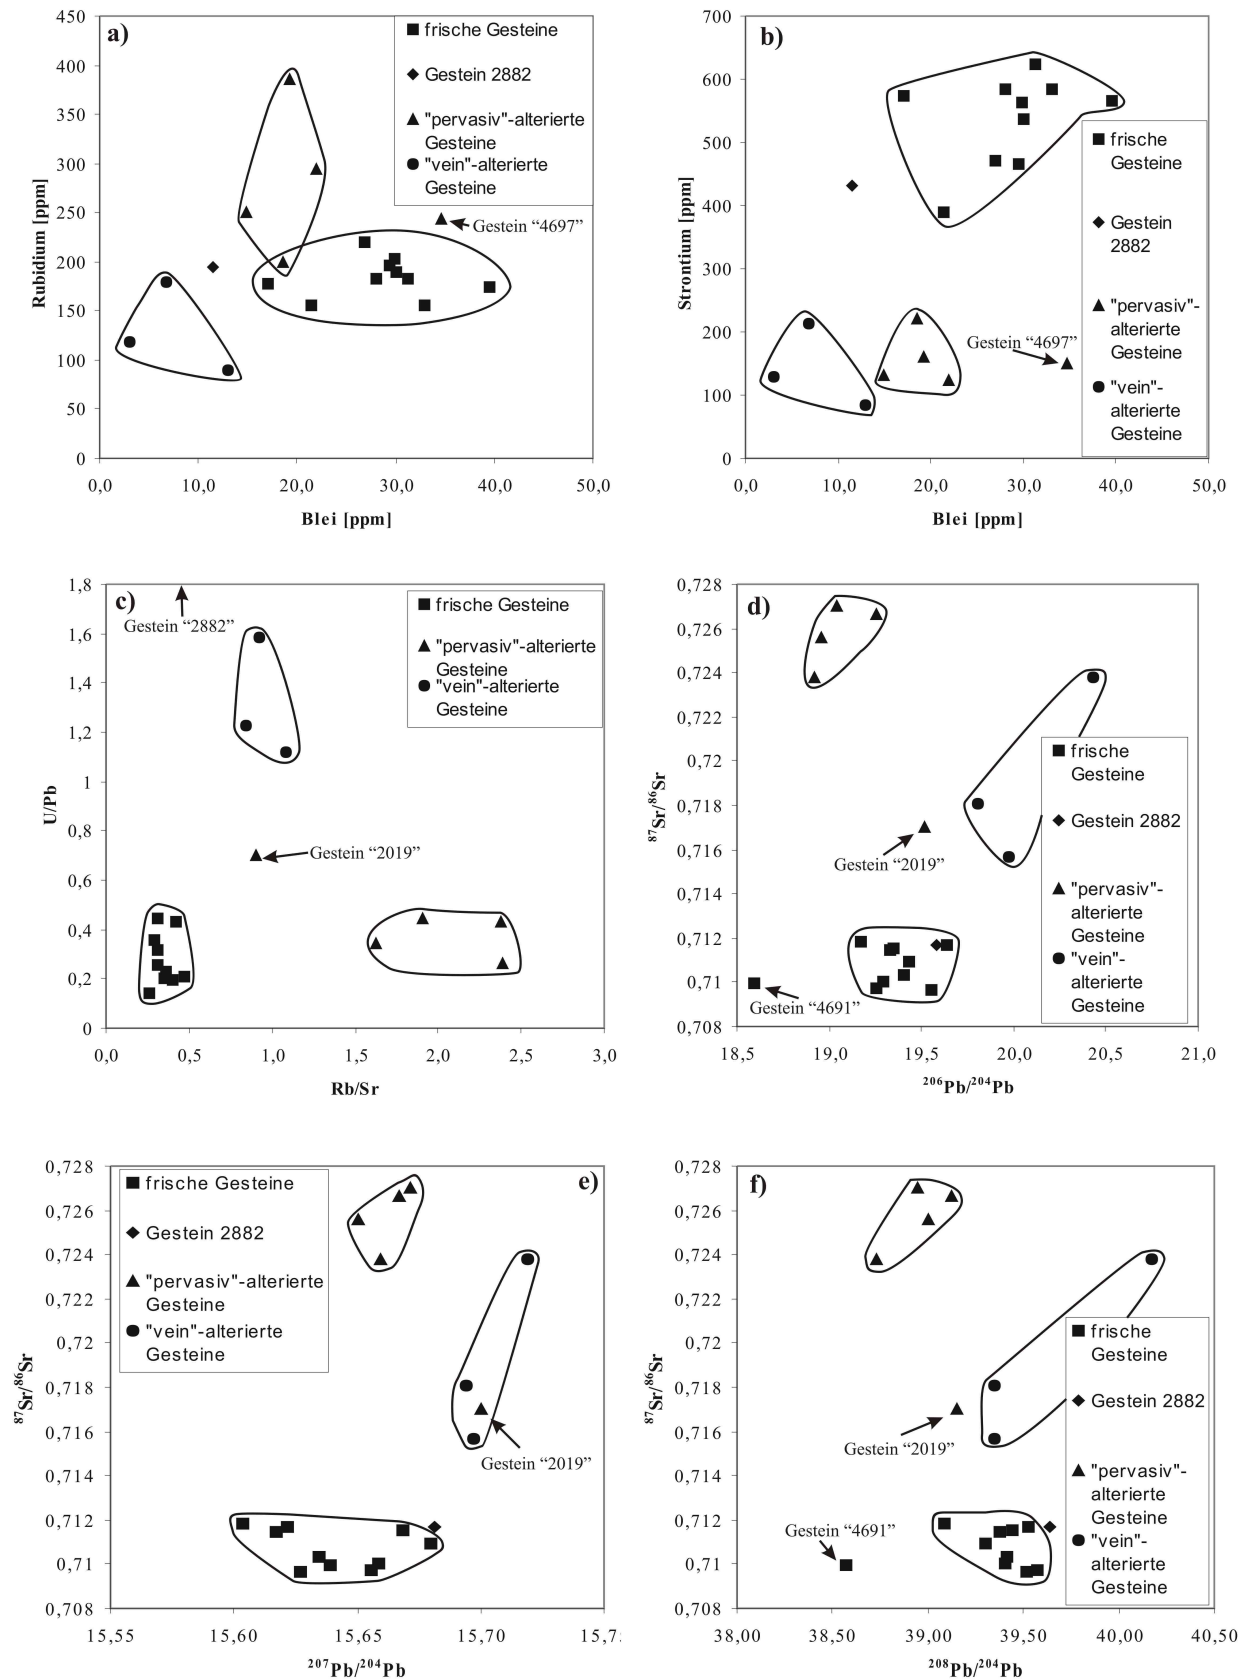 a)
450
400
350
300
250
200
150
100
50
0
Rubidium [ppm]
frische Gesteine
Gestein 2882
"pervasiv"-alterierte
Gesteine
"vein"-alterierte
Gesteine
Gestein “4697”
0,0 10,0 20,0 30,0 40,0 50,0
Blei [ppm]
b)
700
600
500
400
300
200
100
0
Strontium [ppm]
frische
Gesteine
Gestein
2882
"pervasiv"-
alterierte
Gesteine
"vein"-
alterierte
Gesteine
Gestein “4697”
0,0 10,0 20,0 30,0 40,0 50,0
Blei [ppm]
c)
1,8
1,6
1,4
1,2
1
0,8
0,6
0,4
0,2
0
U/Pb
Gestein “2882”
frische Gesteine
"pervasiv"-alterierte
Gesteine
"vein"-alterierte
Gesteine
Gestein “2019”
0,0 0,5 1,0 1,5 2,0 2,5 3,0
Rb/Sr
d)
0,728
0,726
0,724
0,722
0,72
0,718
0,716
0,714
0,712
0,71
0,708
87Sr/86Sr
frische
Gesteine
Gestein 2882
"pervasiv"-
alterierte
Gesteine
"vein"-
alterierte
Gesteine
Gestein “2019”
Gestein “4691”
18,5 19,0 19,5 20,0 20,5 21,0
206Pb/204Pb
e)
0,728
0,726
0,724
0,722
0,72
0,718
0,716
0,714
0,712
0,71
0,708
87Sr/86Sr
frische Gesteine
Gestein 2882
"pervasiv"-alterierte
Gesteine
"vein"-alterierte
Gesteine
Gestein “2019”
15,55 15,60 15,65 15,70
207Pb/204Pb
f)
0,728
0,726
0,724
0,722
0,72
0,718
0,716
0,714
0,712
0,71
0,708
87Sr/86Sr
frische
Gesteine
Gestein 2882
"pervasiv"-
alterierte
Gesteine
"vein"-
alterierte
Gesteine
Gestein “2019”
Gestein “4691”
38,00 38,50 39,00 39,50 40,00 40,50
208Pb/204Pb